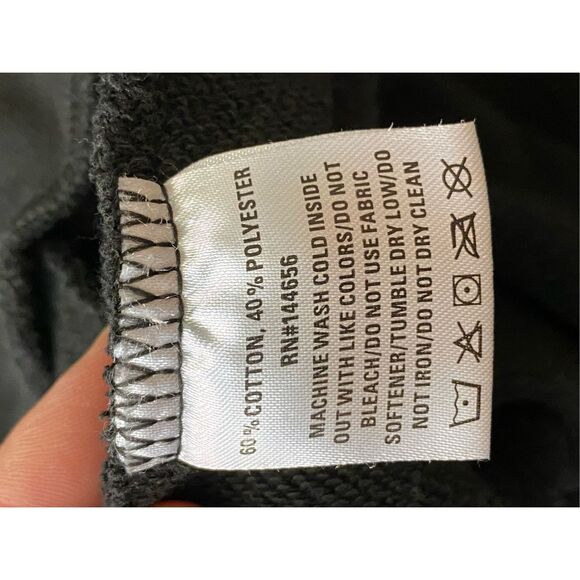 60% COTTON, 40% POLYESTER
RN#144656
MACHINE WASH COLD INSIDE
OUT WITH LIKE COLORS/DO NOT
BLEACH/DO NOT USE FABRIC
SOFTENER/TUMBLE DRY LOW/DO
NOT IRON/DO NOT DRY CLEAN